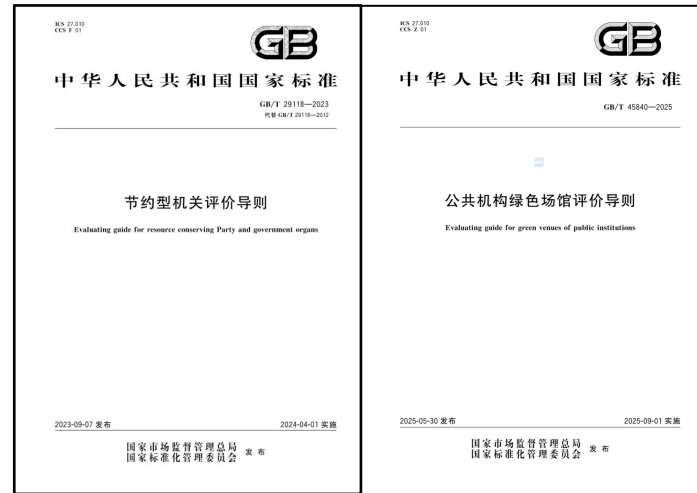 ICS 27.010
CCS F 01
GB
中华人民共和国国家标准
GB/T 29118—2023
代替 GB/T 29118—2012
节约型机关评价导则
Evaluating guide for resource conserving Party and government organs
2023-09-07 发布
2024-04-01 实施
国家市场监督管理总局
国家标准化管理委员会
发布
ICS 27.010
CCS Z 01
GB
中华人民共和国国家标准
GB/T 45840—2025
公共机构绿色场馆评价导则
Evaluating guide for green venues of public institutions
2025-05-30 发布
2025-09-01 实施
国家市场监督管理总局
国家标准化管理委员会
发布